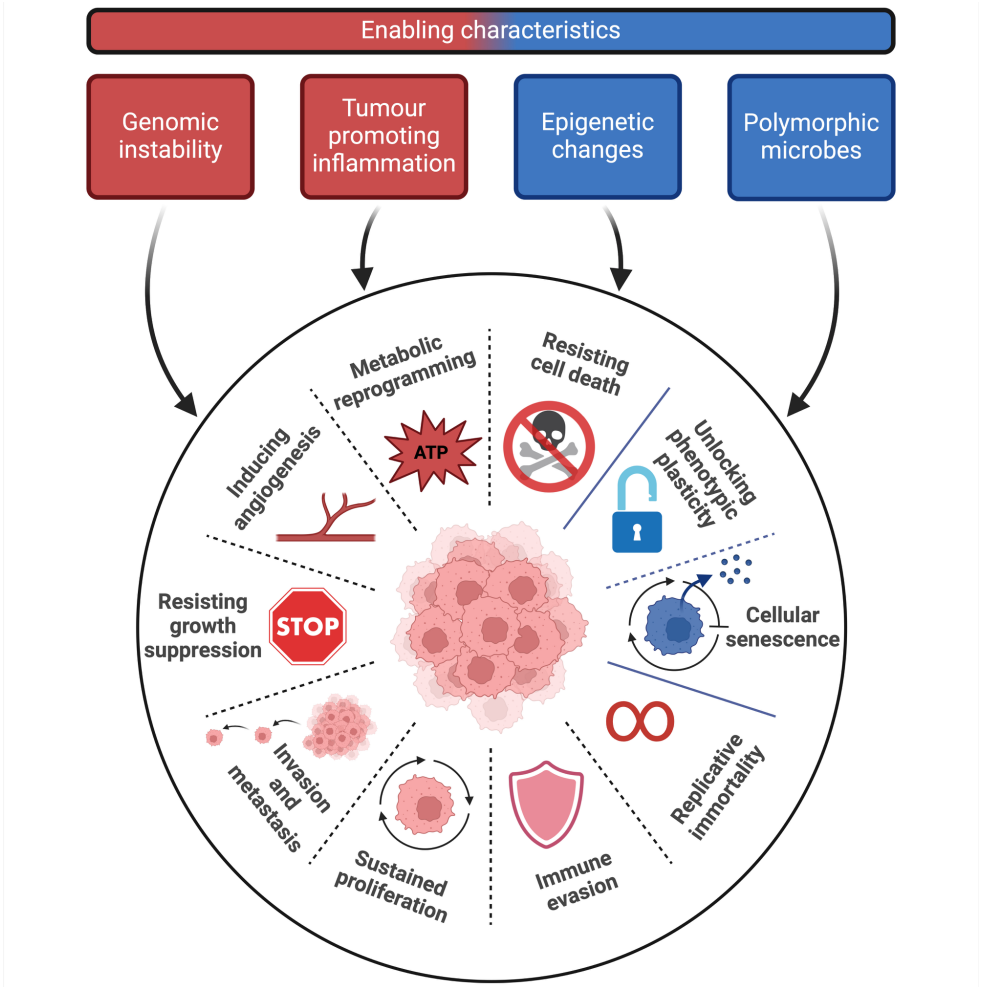 Enabling characteristics
Genomic
instability
Tumour
promoting
inflammation
Epigenetic
changes
Polymorphic
microbes
Metabolic
reprogramming
ATP
Resisting
cell death
Unlocking
phenotypic
plasticity
Cellular
senescence
Replicative
immortality
Immune
evasion
Sustained
proliferation
Invasion
and
metastasis
Resisting
growth
suppression
STOP
Inducing
angiogenesis